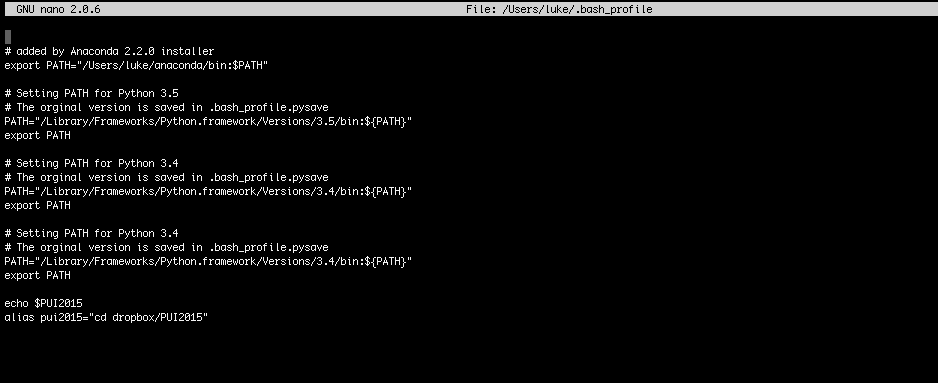 GNU nano 2.0.6 File: /Users/luke/.bash_profile
# added by Anaconda 2.2.0 installer
export PATH="/Users/luke/anaconda/bin:$PATH"
# Setting PATH for Python 3.5
# The orginal version is saved in .bash_profile.pysave
PATH="/Library/Frameworks/Python.framework/Versions/3.5/bin:${PATH}"
export PATH
# Setting PATH for Python 3.4
# The orginal version is saved in .bash_profile.pysave
PATH="/Library/Frameworks/Python.framework/Versions/3.4/bin:${PATH}"
export PATH
# Setting PATH for Python 3.4
# The orginal version is saved in .bash_profile.pysave
PATH="/Library/Frameworks/Python.framework/Versions/3.4/bin:${PATH}"
export PATH
echo $PUI2015
alias pui2015="cd dropbox/PUI2015"